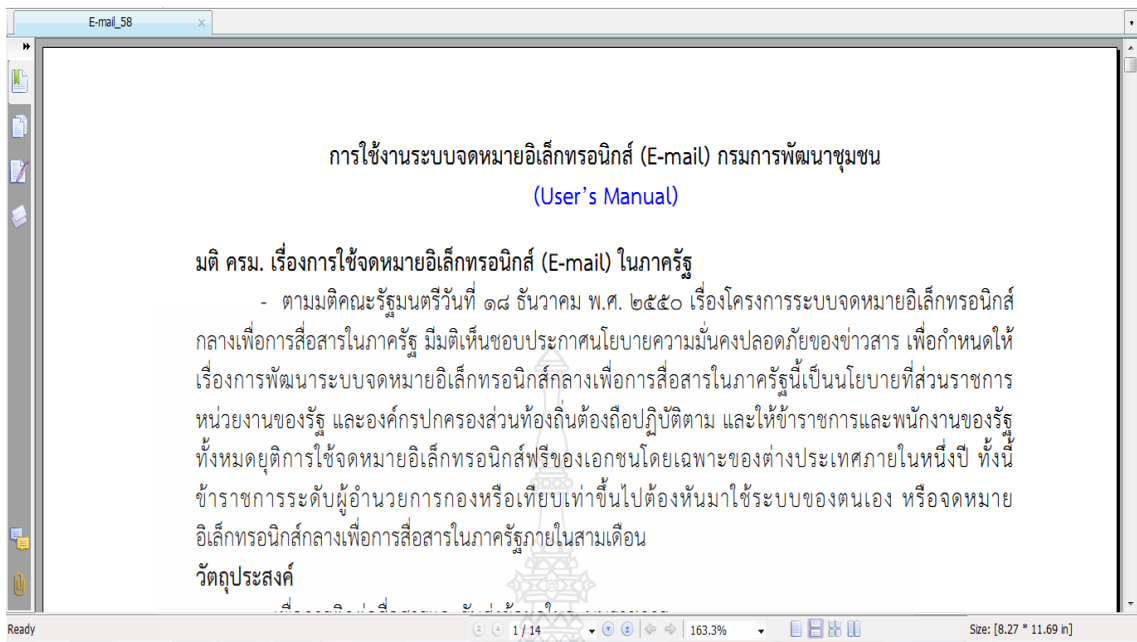 E-mail_58
การใช้งานระบบจดหมายอิเล็กทรอนิกส์ (E-mail) กรมการพัฒนาชุมชน
(User's Manual)
มติ ครม. เรื่องการใช้จดหมายอิเล็กทรอนิกส์ (E-mail) ในภาครัฐ
- ตามมติคณะรัฐมนตรีวันที่ ๑๘ ธันวาคม พ.ศ. ๒๕๕๐ เรื่องโครงการระบบจดหมายอิเล็กทรอนิกส์
กลางเพื่อการสื่อสารในภาครัฐ มีมติเห็นชอบประกาศนโยบายความมั่นคงปลอดภัยของข่าวสาร เพื่อกำหนดให้
เรื่องการพัฒนาระบบจดหมายอิเล็กทรอนิกส์กลางเพื่อการสื่อสารในภาครัฐนี้เป็นนโยบายที่ส่วนราชการ
หน่วยงานของรัฐ และองค์กรปกครองส่วนท้องถิ่นต้องถือปฏิบัติตาม และให้ข้าราชการและพนักงานของรัฐ
ทั้งหมดยุติการใช้จดหมายอิเล็กทรอนิกส์ฟรีของเอกชนโดยเฉพาะของต่างประเทศภายในหนึ่งปี ทั้งนี้
ข้าราชการระดับผู้อำนวยการกองหรือเทียบเท่าขึ้นไปต้องหันมาใช้ระบบของตนเอง หรือจดหมาย
อิเล็กทรอนิกส์กลางเพื่อการสื่อสารในภาครัฐภายในสามเดือน
วัตถุประสงค์
Ready 1 / 14 163.3% Size: [8.27 * 11.69 in]